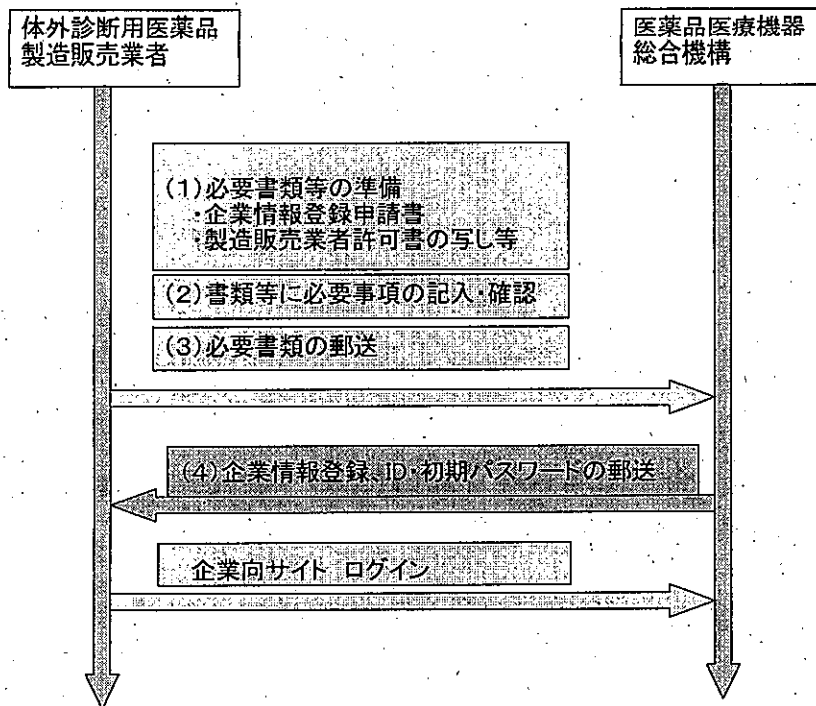 体外診断用医薬品
製造販売業者
医薬品医療機器
総合機構
(1)必要書類等の準備
・企業情報登録申請書
・製造販売業者許可書の写し等
(2)書類等に必要事項の記入・確認
(3)必要書類の郵送
(4)企業情報登録、ID・初期パスワードの郵送
企業向サイト ログイン